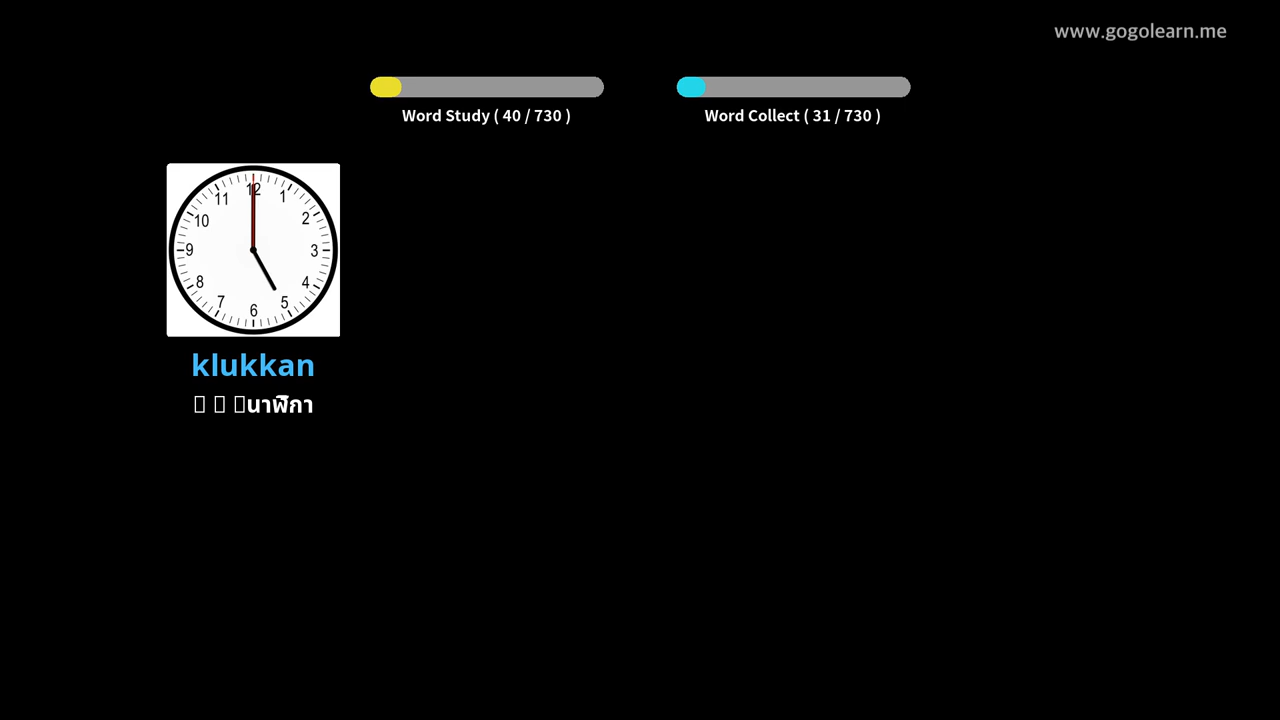 www.gogolearn.me
Word Study ( 40 / 730 )
Word Collect ( 31 / 730 )
12
11
1
10
2
9
3
8
4
7
5
6
klukkan
นาฬิกา